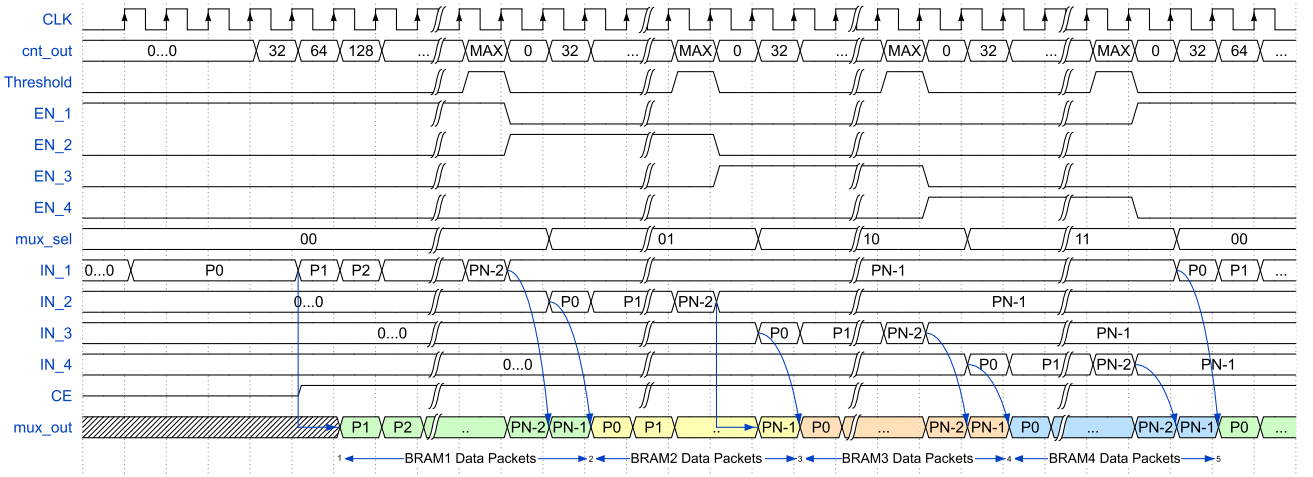 CLK
cnt_out 0...0 32 64 128 ... MAX 0 32 ... MAX 0 32 ... MAX 0 32 ... MAX 0 32 64 ...
Threshold
EN_1
EN_2
EN_3
EN_4
mux_sel 00 01 10 11 00
IN_1 0...0 P0 P1 P2 PN-2 PN-1 P0 P1 ...
IN_2 0...0 P0 P1 PN-2 PN-1
IN_3 0...0 P0 P1 PN-2 PN-1
IN_4 0...0 P0 P1 PN-2 PN-1
CE
mux_out P1 P2 .. PN-2 PN-1 P0 P1 .. PN-1 P0 ... PN-2 PN-1 P0 ... PN-2 PN-1 P0 ...
1 BRAM1 Data Packets 2 BRAM2 Data Packets 3 BRAM3 Data Packets 4 BRAM4 Data Packets 5